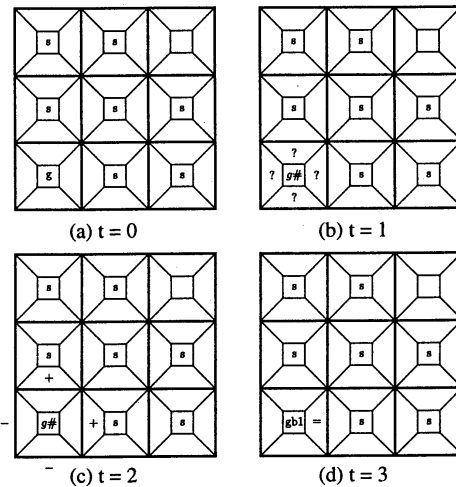 s s s s
s s s s s s
g s s ? g# ? s s
?
?
(a) t = 0 (b) t = 1
s s s s
s s s s s s
+
– g# + s s gb1 = s s
–
(c) t = 2 (d) t = 3